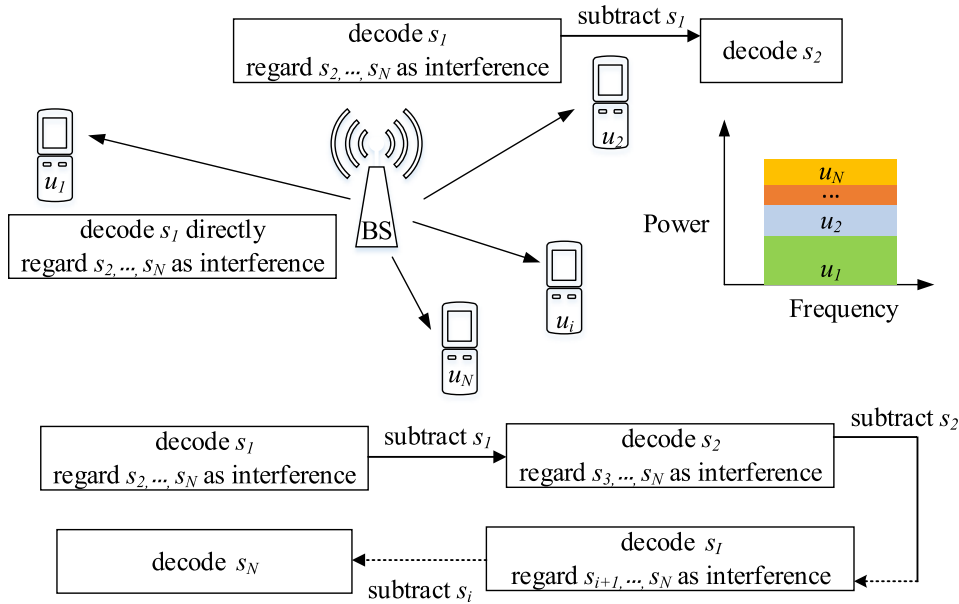 subtract s1
decode s1
regard s2,...,sN as interference
decode s2
u1
u2
BS
decode s1 directly
regard s2,...,sN as interference
ui
uN
Power
uN
...
u2
u1
Frequency
decode s1
regard s2,...,sN as interference
subtract s1
decode s2
regard s3,...,sN as interference
subtract s2
decode sI
regard si+1,...,sN as interference
subtract si
decode sN